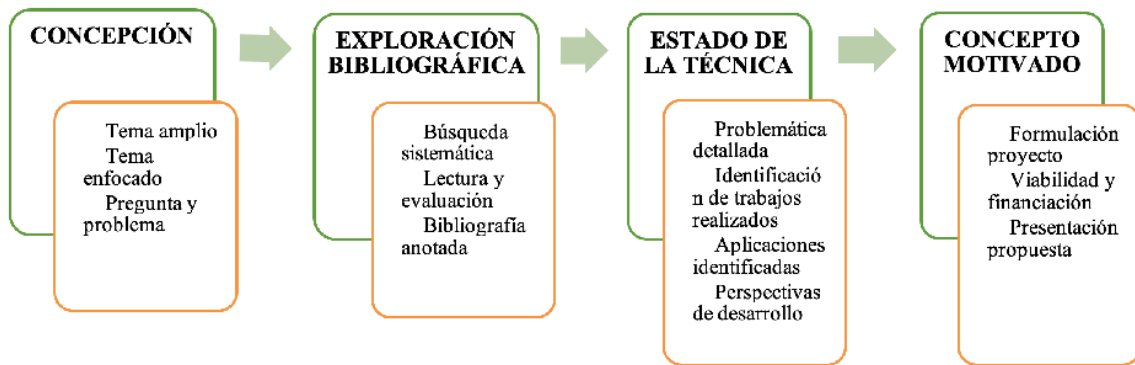 CONCEPCIÓN
Tema amplio
Tema
enfocado
Pregunta y
problema
EXPLORACIÓN
BIBLIOGRÁFICA
Búsqueda
sistemática
Lectura y
evaluación
Bibliografía
anotada
ESTADO DE
LA TÉCNICA
Problemática
detallada
Identificació
n de trabajos
realizados
Aplicaciones
identificadas
Perspectivas
de desarrollo
CONCEPTO
MOTIVADO
Formulación
proyecto
Viabilidad y
financiación
Presentación
propuesta